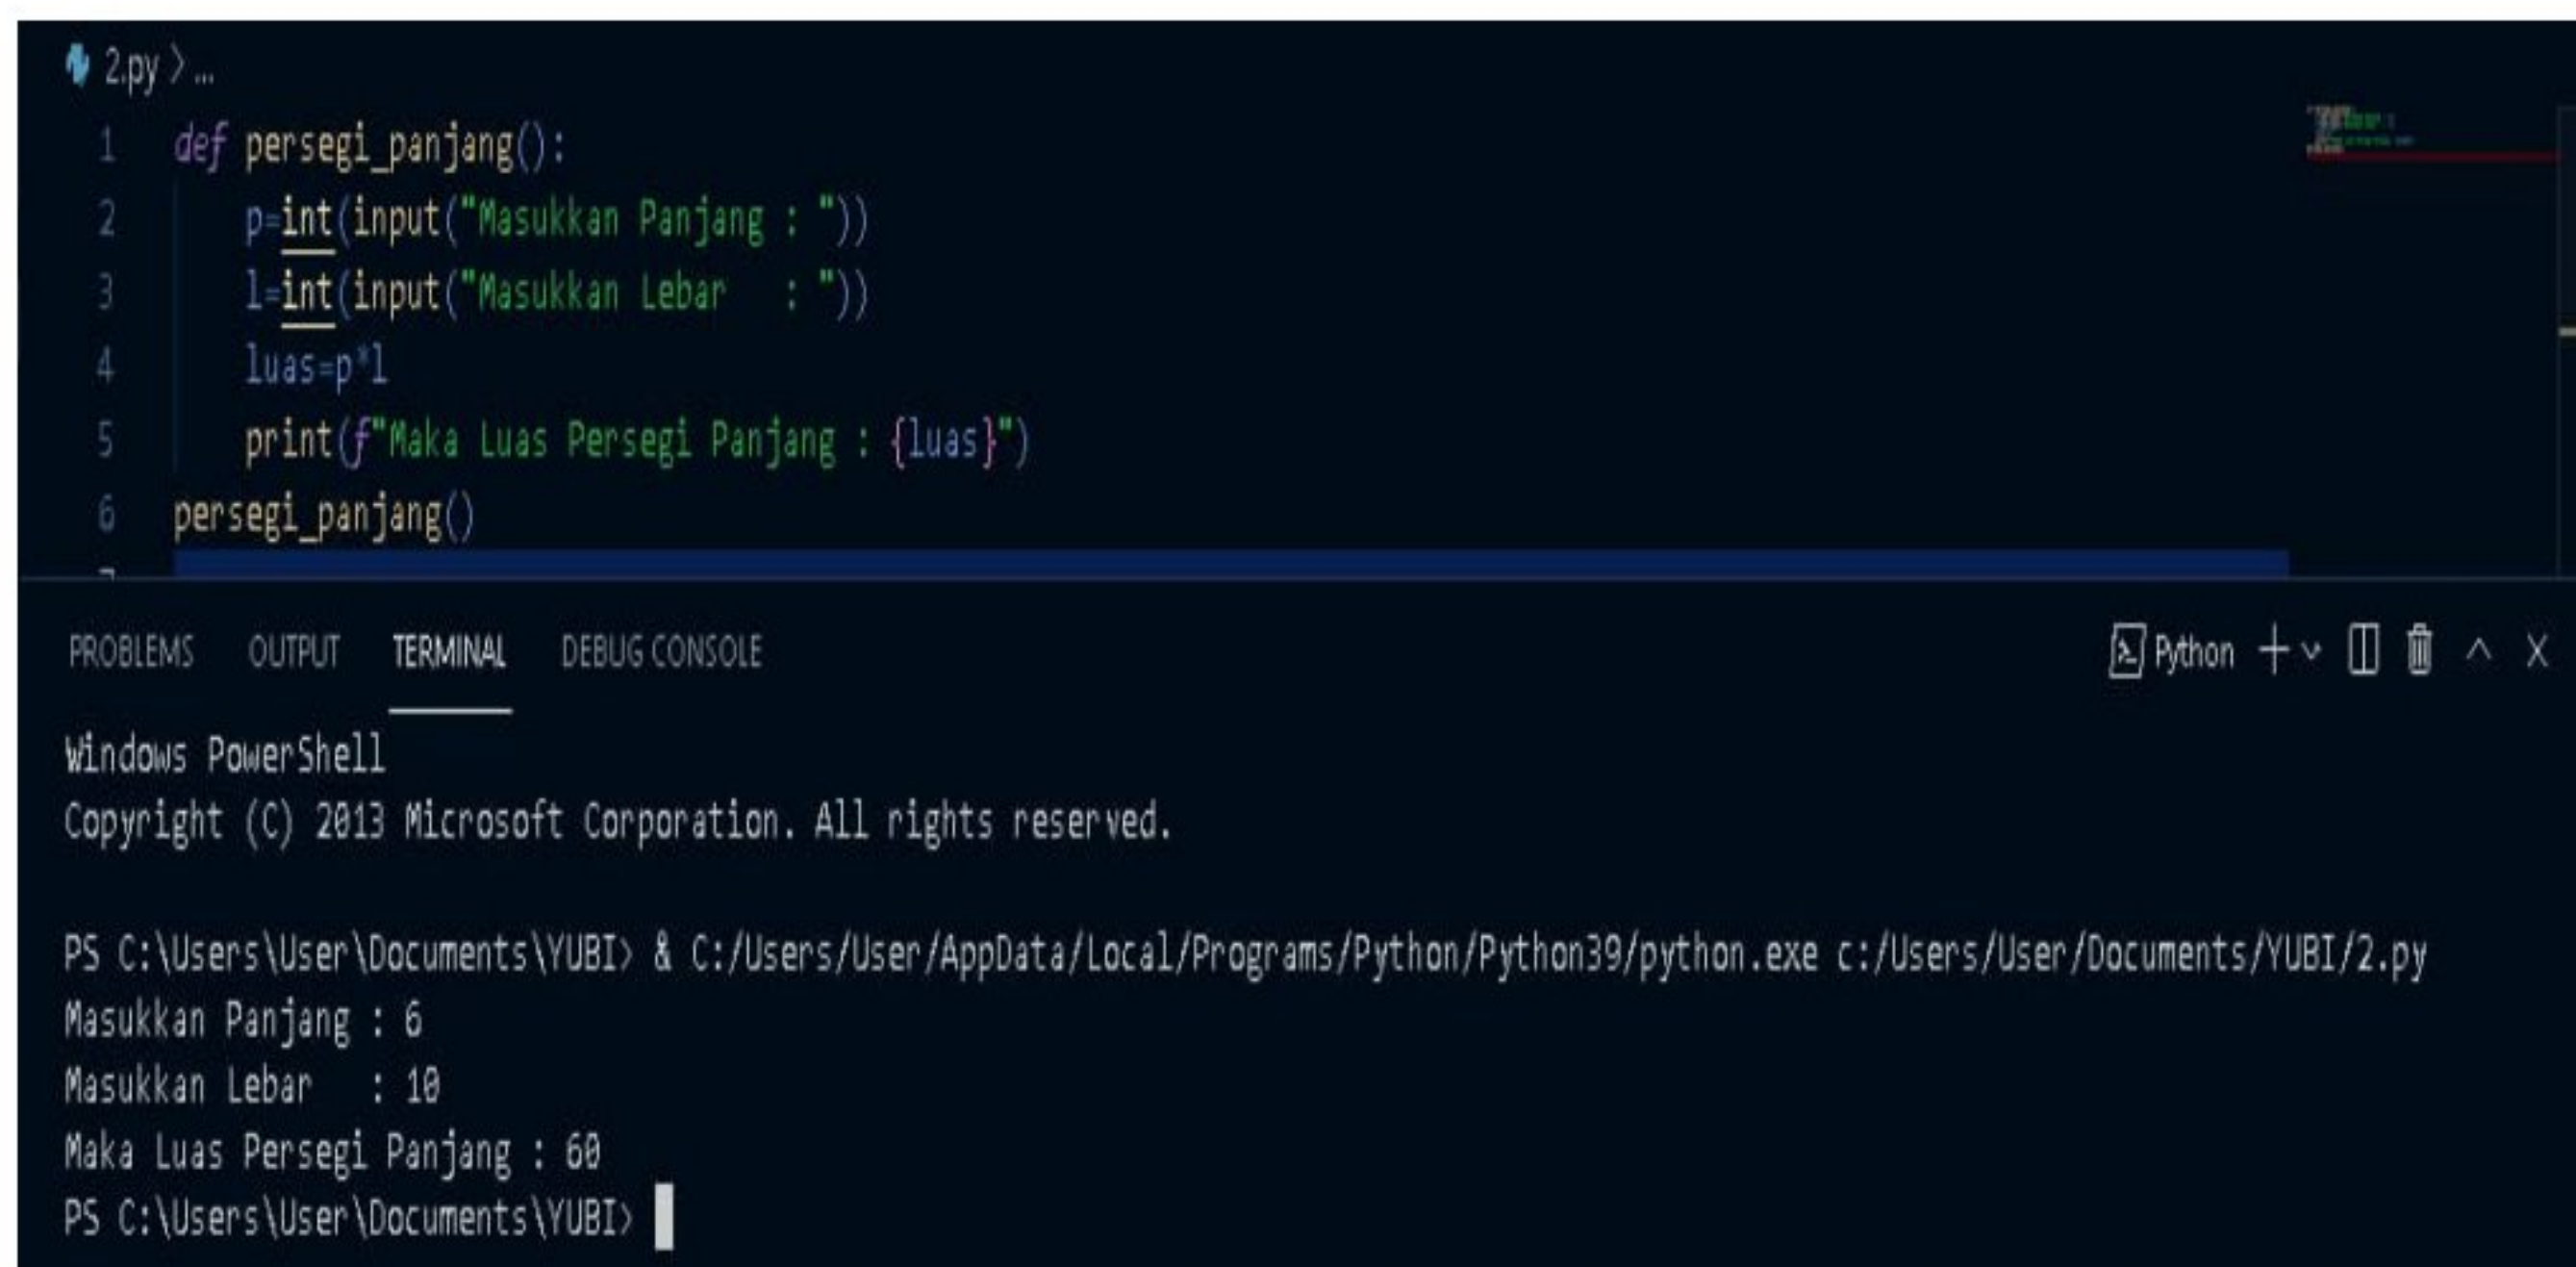 2.py > ...
1 def persegi_panjang():
2     p=int(input("Masukkan Panjang : "))
3     l=int(input("Masukkan Lebar   : "))
4     luas=p*l
5     print(f"Maka Luas Persegi Panjang : {luas}")
6 persegi_panjang()
PROBLEMS OUTPUT TERMINAL DEBUG CONSOLE Python
Windows PowerShell
Copyright (C) 2013 Microsoft Corporation. All rights reserved.
PS C:\Users\User\Documents\YUBI> & C:/Users/User/AppData/Local/Programs/Python/Python39/python.exe c:/Users/User/Documents/YUBI/2.py
Masukkan Panjang : 6
Masukkan Lebar   : 10
Maka Luas Persegi Panjang : 60
PS C:\Users\User\Documents\YUBI>